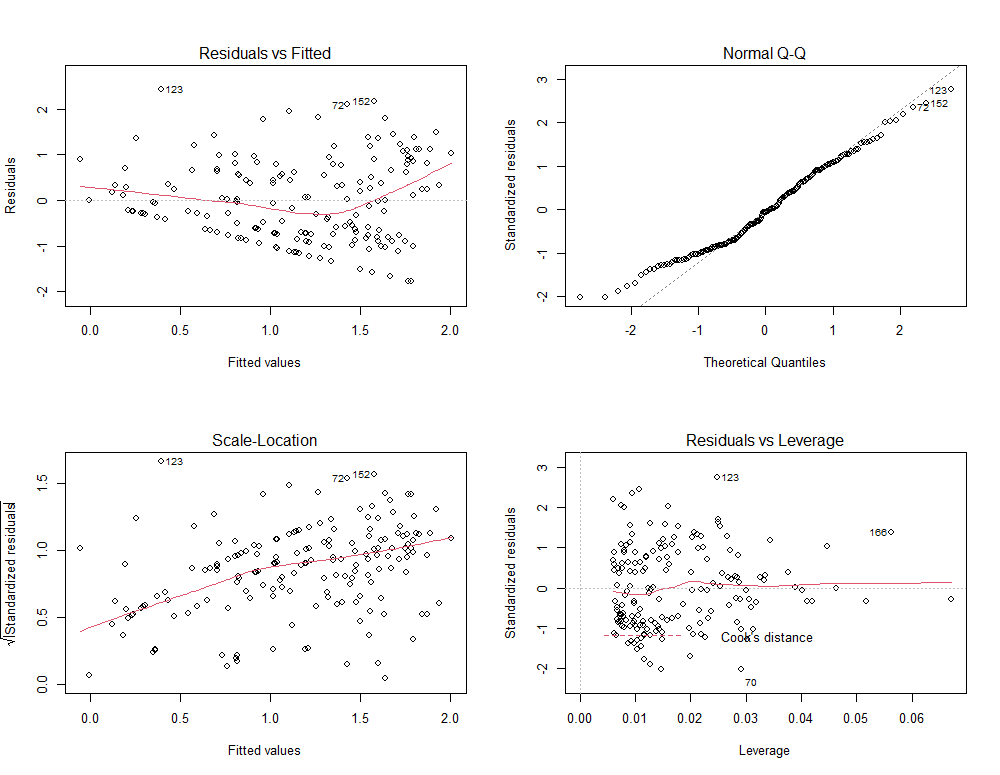 Residuals vs Fitted
Residuals
2
1
0
-1
-2
123
72
152
0.0 0.5 1.0 1.5 2.0
Fitted values
Normal Q-Q
Standardized residuals
3
2
1
0
-1
-2
123
72
152
-2 -1 0 1 2
Theoretical Quantiles
Scale-Location
√|Standardized residuals|
1.5
1.0
0.5
0.0
123
72
152
0.0 0.5 1.0 1.5 2.0
Fitted values
Residuals vs Leverage
Standardized residuals
3
2
1
0
-1
-2
123
166
Cook's distance
70
0.00 0.01 0.02 0.03 0.04 0.05 0.06
Leverage